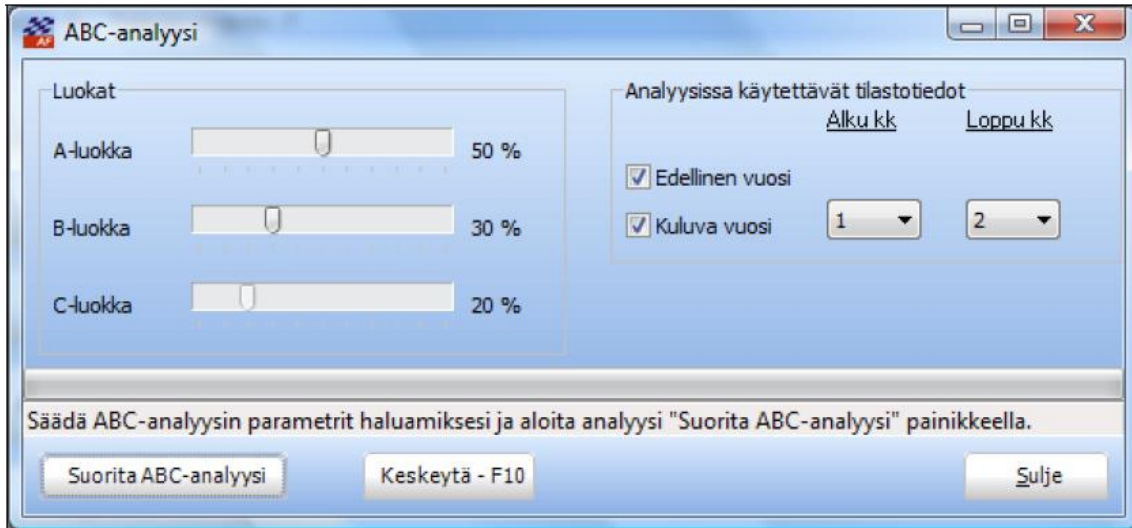 ABC-analyysi
Luokat
A-luokka 50 %
B-luokka 30 %
C-luokka 20 %
Analyysissa käytettävät tilastotiedot
Alku kk Loppu kk
Edellinen vuosi
Kuluva vuosi 1 2
Säädä ABC-analyysin parametrit haluamiksesi ja aloita analyysi "Suorita ABC-analyysi" painikkeella.
Suorita ABC-analyysi Keskeytä - F10 Sulje